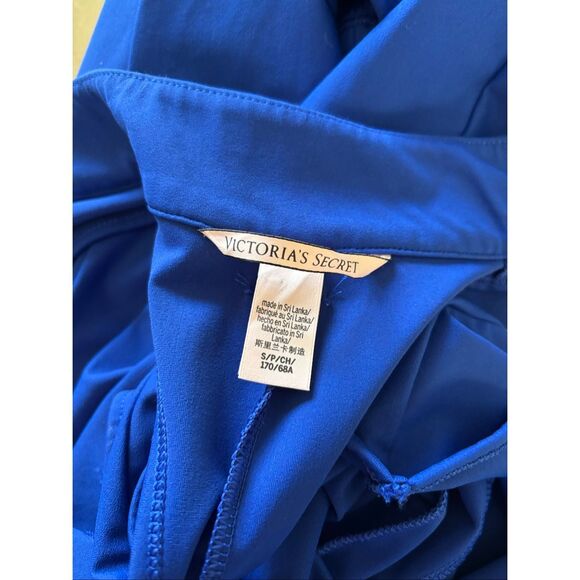 VICTORIA'S SECRET
made in Sri Lanka/
fabriqué au Sri Lanka/
hecho en Sri Lanka/
fabbricato in Sri
Lanka/
斯里兰卡制造
S/P/CH/
170/68A